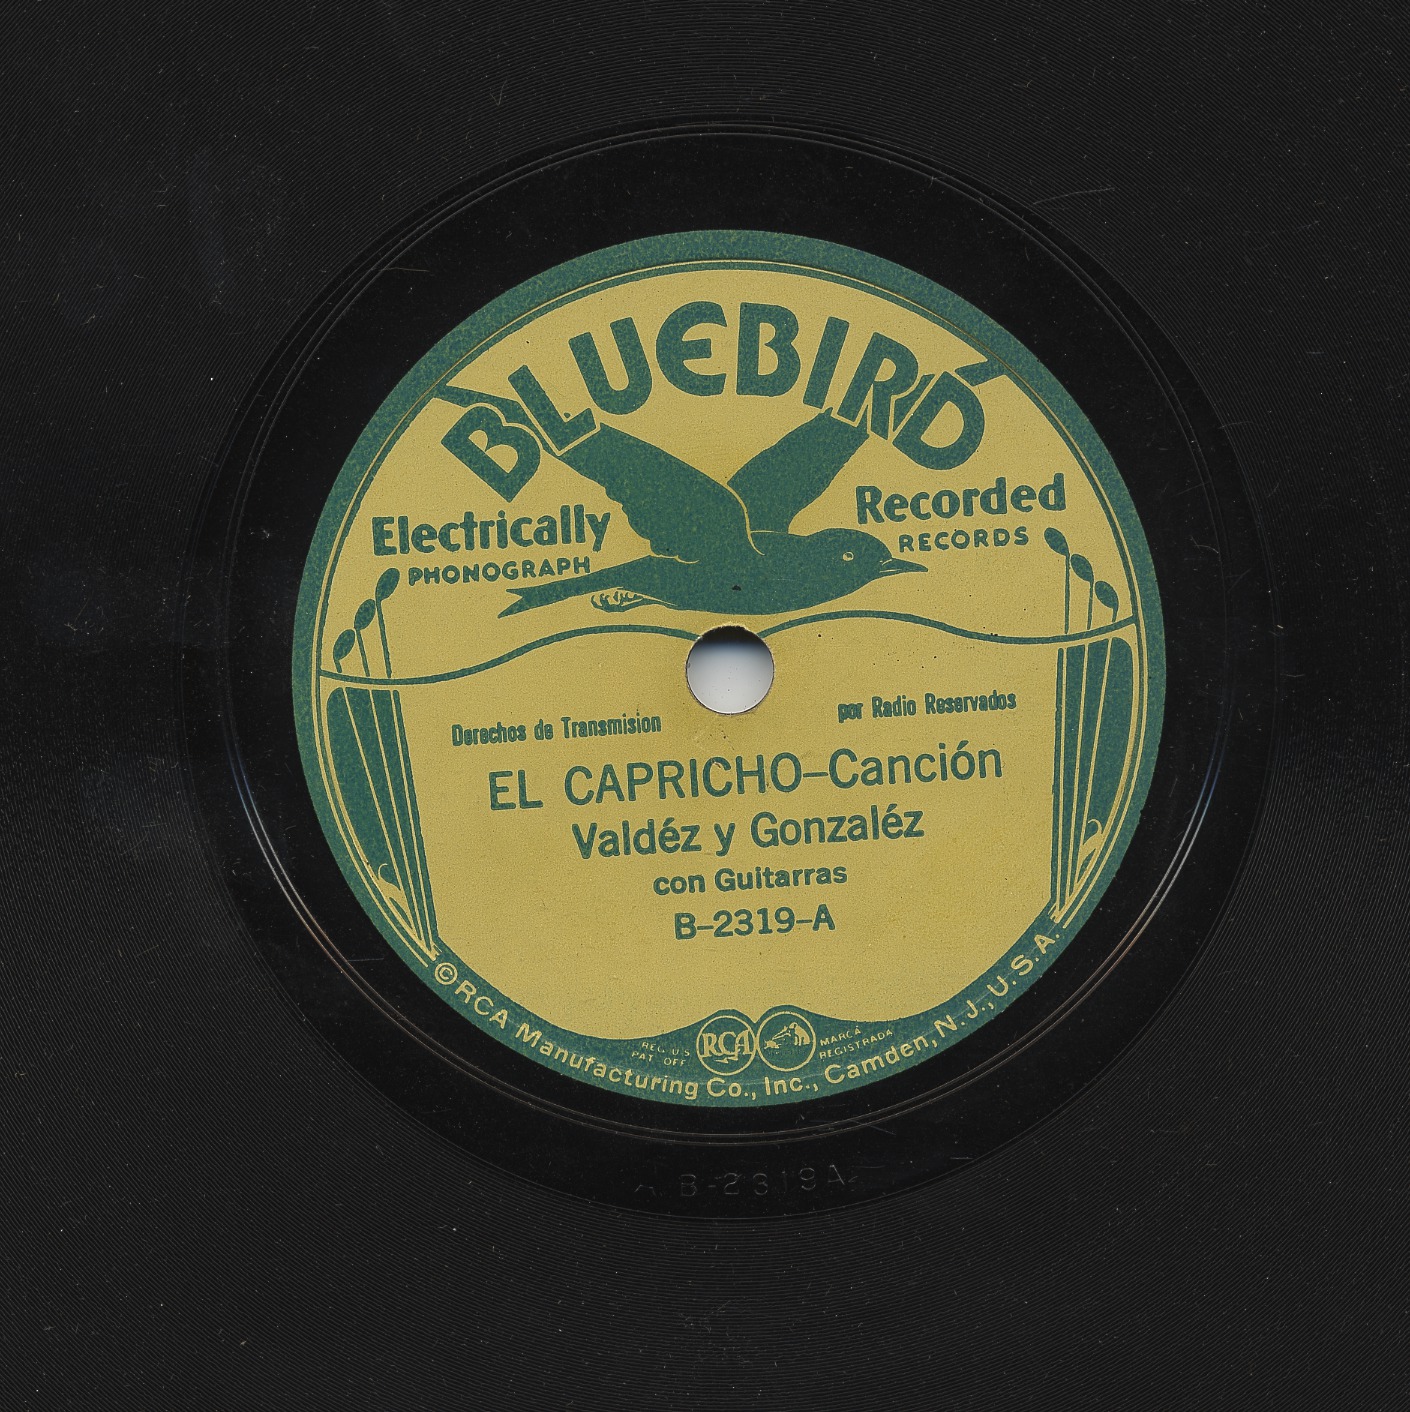 BLUEBIRD
Electrically Recorded
PHONOGRAPH RECORDS
Derechos de Transmision por Radio Reservados
EL CAPRICHO–Canción
Valdéz y Gonzaléz
con Guitarras
B–2319–A
REG. U.S. PAT. OFF
RCA
MARCA
REGISTRADA
© RCA Manufacturing Co., Inc., Camden, N. J., U. S. A.
B-2319A